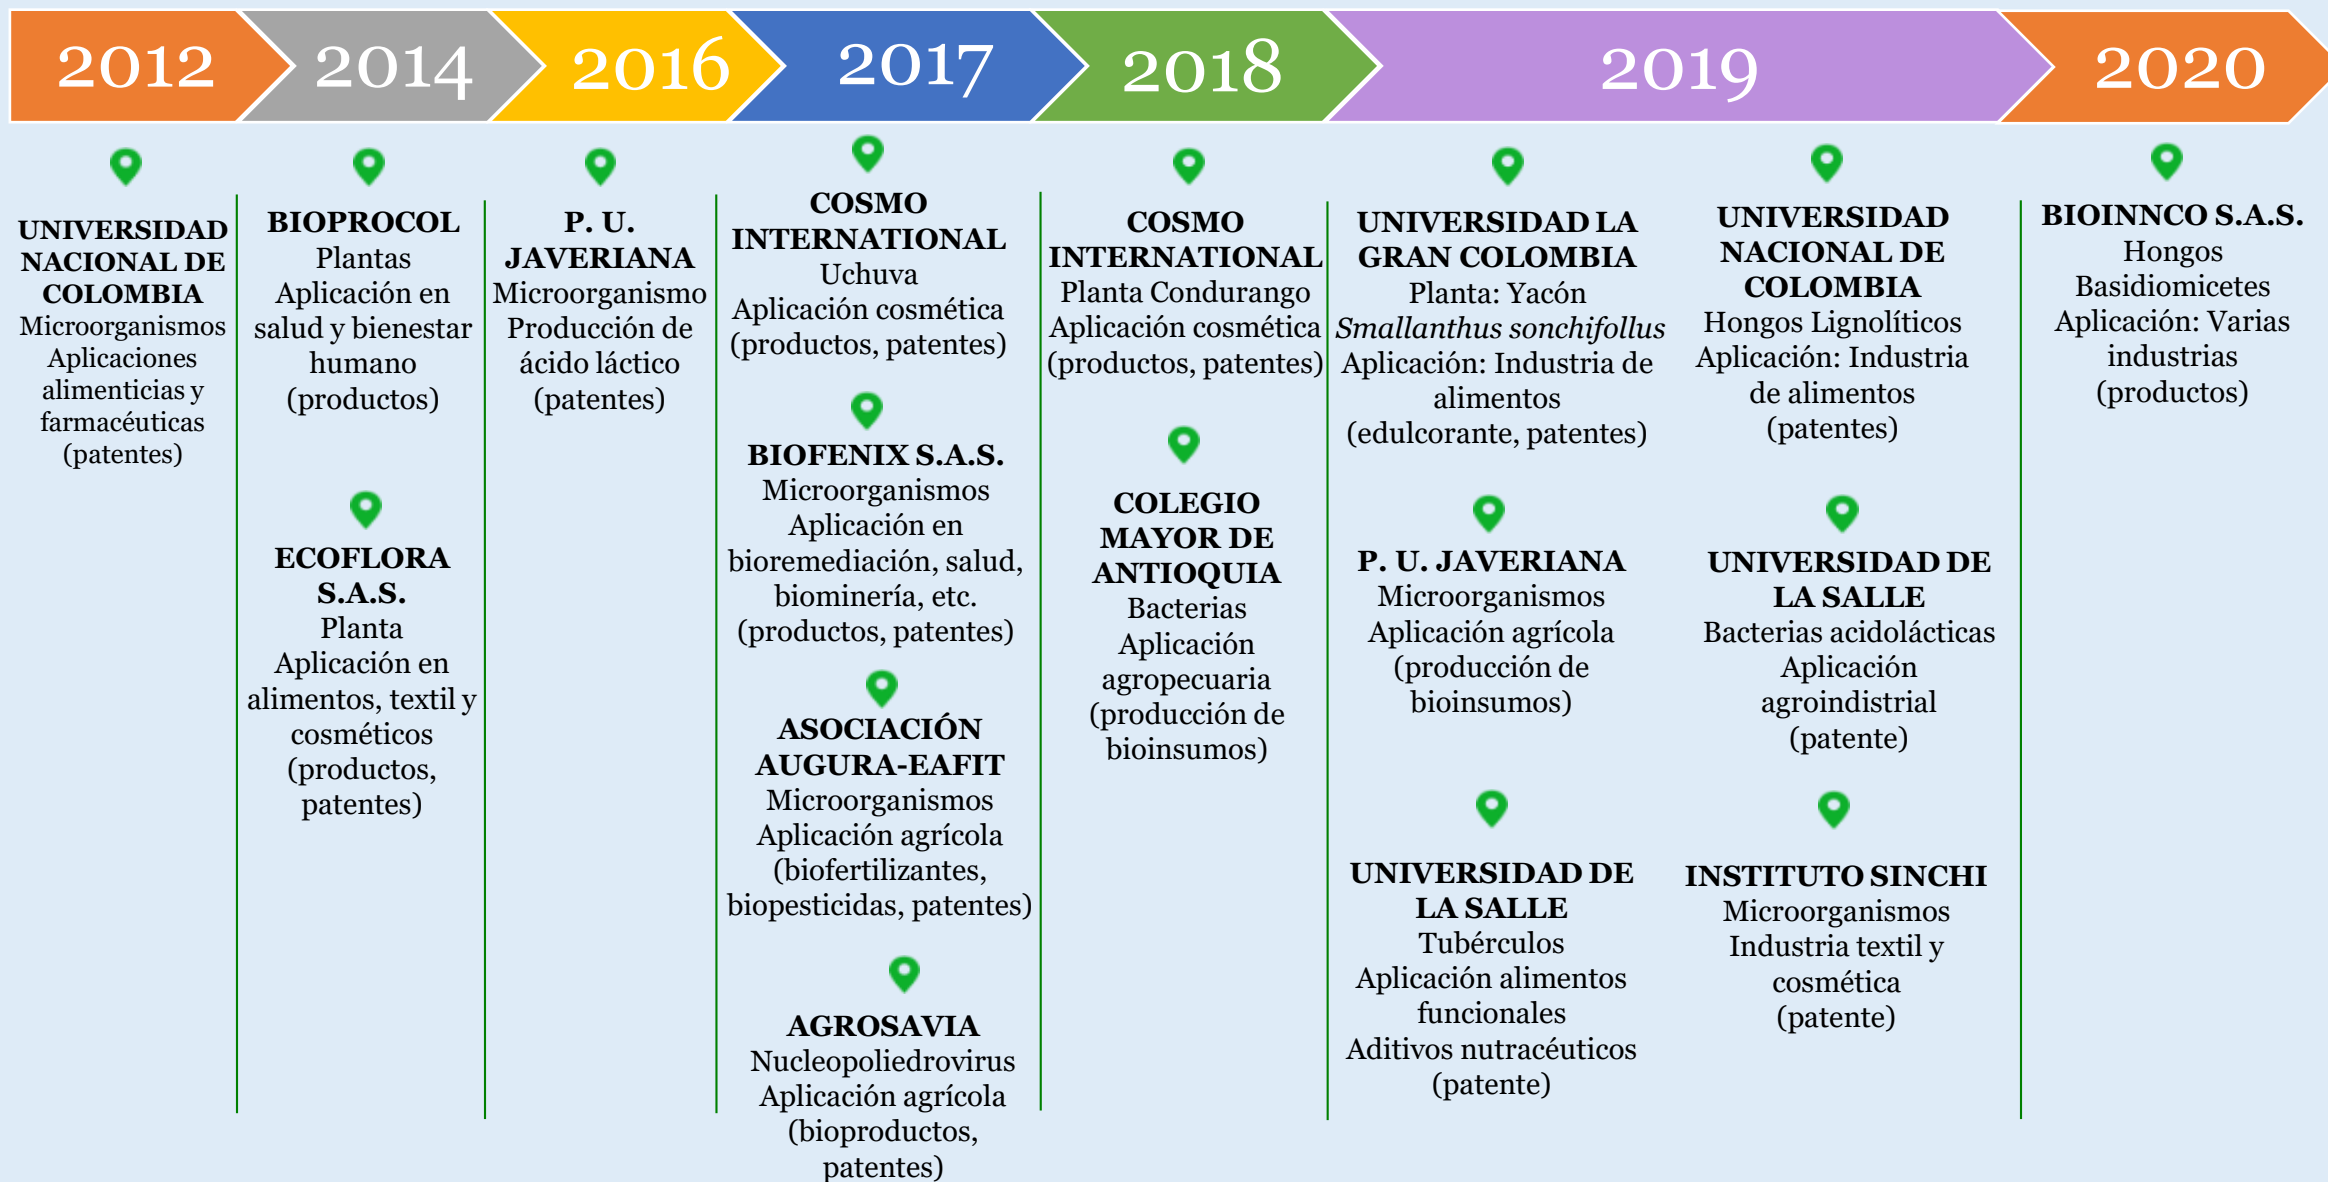 2012
2014
2016
2017
2018
2019
2020
UNIVERSIDAD
NACIONAL DE
COLOMBIA
Microorganismos
Aplicaciones
alimenticias y
farmacéuticas
(patentes)
BIOPROCOL
Plantas
Aplicación en
salud y bienestar
humano
(productos)
ECOFLORA
S.A.S.
Planta
Aplicación en
alimentos, textil y
cosméticos
(productos,
patentes)
P. U.
JAVERIANA
Microorganismo
Producción de
ácido láctico
(patentes)
COSMO
INTERNATIONAL
Uchuva
Aplicación cosmética
(productos, patentes)
BIOFENIX S.A.S.
Microorganismos
Aplicación en
bioremediación, salud,
biominería, etc.
(productos, patentes)
ASOCIACIÓN
AUGURA-EAFIT
Microorganismos
Aplicación agrícola
(biofertilizantes,
biopesticidas, patentes)
AGROSAVIA
Nucleopoliedrovirus
Aplicación agrícola
(bioproductos,
patentes)
COSMO
INTERNATIONAL
Planta Condurango
Aplicación cosmética
(productos, patentes)
COLEGIO
MAYOR DE
ANTIOQUIA
Bacterias
Aplicación
agropecuaria
(producción de
bioinsumos)
UNIVERSIDAD LA
GRAN COLOMBIA
Planta: Yacón
Smallanthus sonchifollus
Aplicación: Industria de
alimentos
(edulcorante, patentes)
P. U. JAVERIANA
Microorganismos
Aplicación agrícola
(producción de
bioinsumos)
UNIVERSIDAD DE
LA SALLE
Tubérculos
Aplicación alimentos
funcionales
Aditivos nutracéuticos
(patente)
UNIVERSIDAD
NACIONAL DE
COLOMBIA
Hongos Lignolíticos
Aplicación: Industria
de alimentos
(patentes)
UNIVERSIDAD DE
LA SALLE
Bacterias acidolácticas
Aplicación
agroindistrial
(patente)
INSTITUTO SINCHI
Microorganismos
Industria textil y
cosmética
(patente)
BIOINNCO S.A.S.
Hongos
Basidiomicetes
Aplicación: Varias
industrias
(productos)